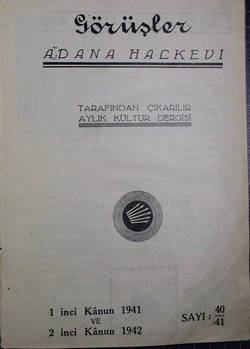 Görüşler
ADANA HALKEVİ
TARAFINDAN ÇIKARILIR
AYLIK KÜLTÜR DERGİSİ
1 inci Kânun 1941
VE
2 inci Kânun 1942
SAYI: 40
41